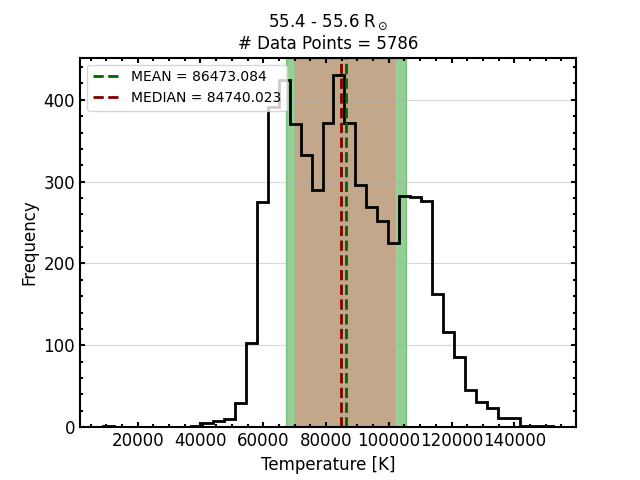 55.4 - 55.6 R⊙
# Data Points = 5786
MEAN = 86473.084
MEDIAN = 84740.023
400
300
200
100
0
Frequency
20000 40000 60000 80000 100000 120000 140000
Temperature [K]